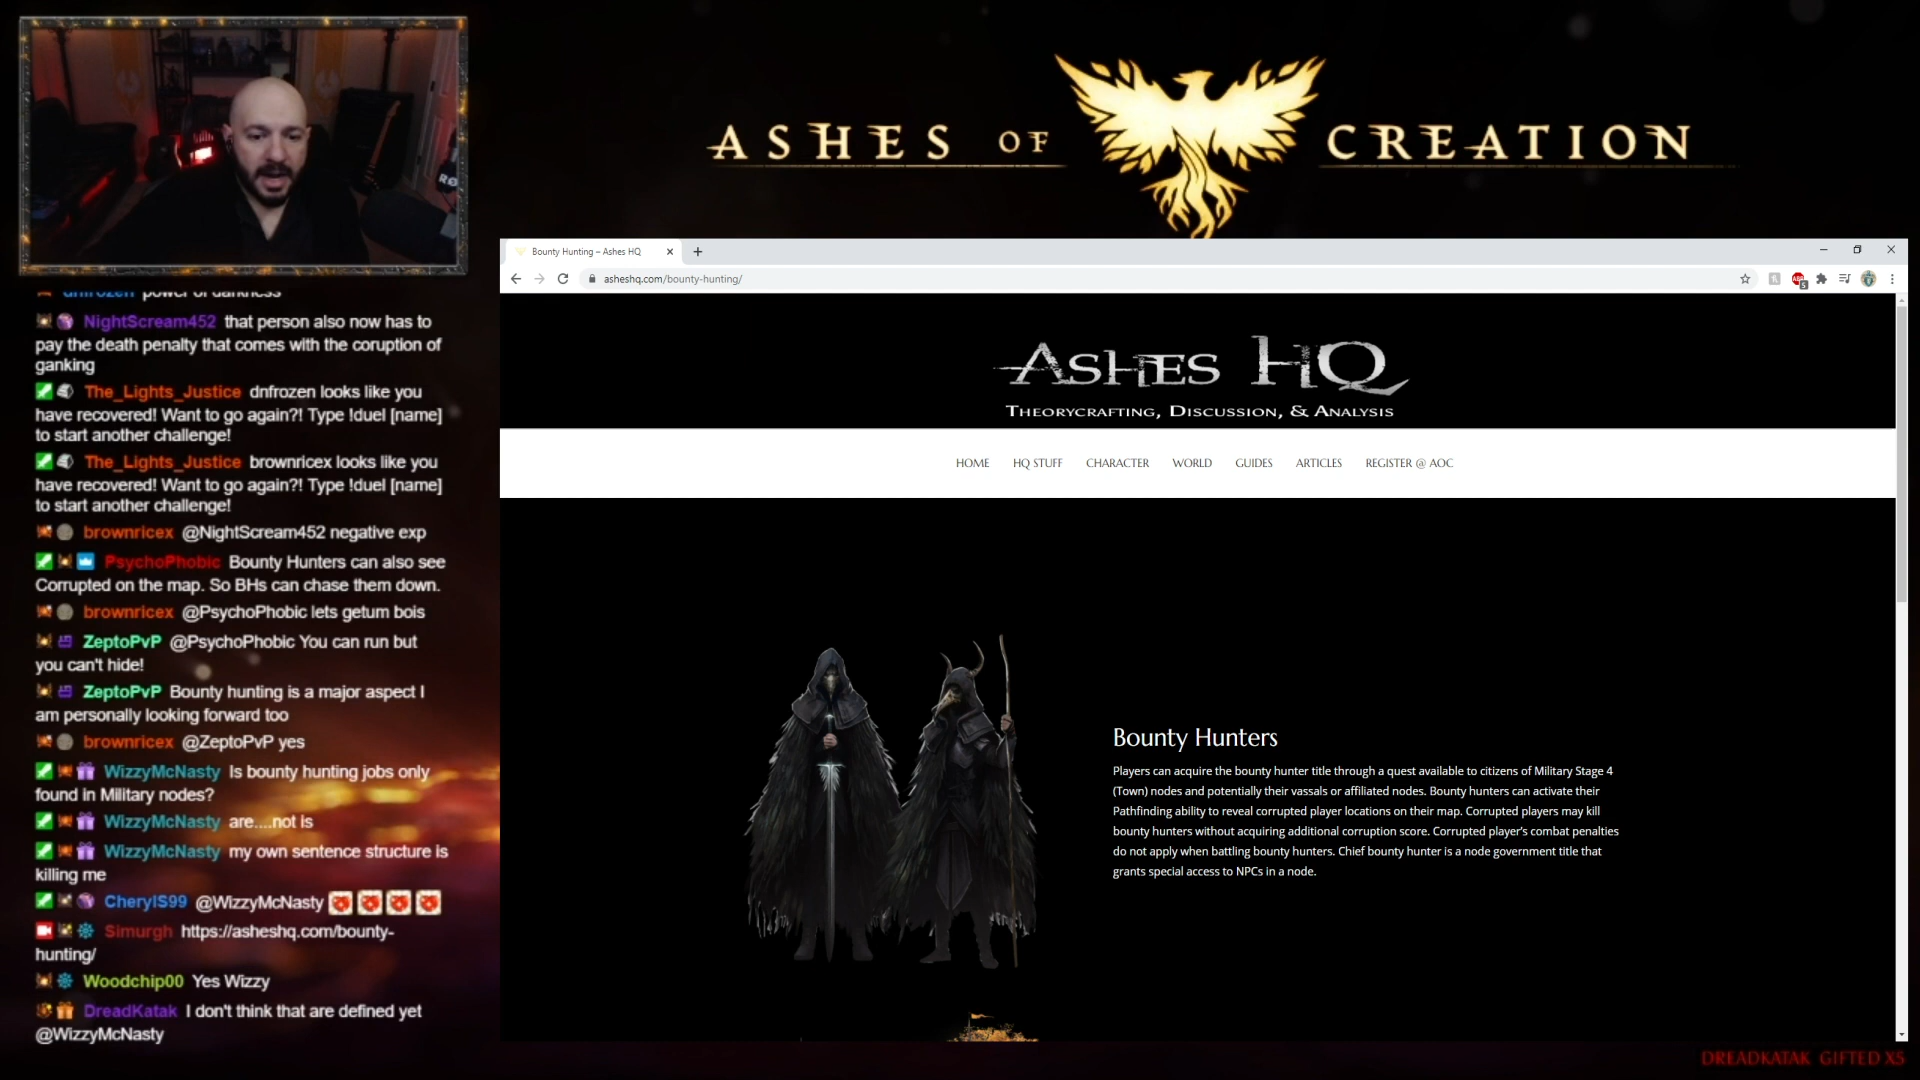 ASHES OF CREATION
Bounty Hunting – Ashes HQ
asheshq.com/bounty-hunting/
ASHES HQ
THEORYCRAFTING, DISCUSSION, & ANALYSIS
HOME HQ STUFF CHARACTER WORLD GUIDES ARTICLES REGISTER @ AOC
Bounty Hunters
Players can acquire the bounty hunter title through a quest available to citizens of Military Stage 4
(Town) nodes and potentially their vassals or affiliated nodes. Bounty hunters can activate their
Pathfinding ability to reveal corrupted player locations on their map. Corrupted players may kill
bounty hunters without acquiring additional corruption score. Corrupted player's combat penalties
do not apply when battling bounty hunters. Chief bounty hunter is a node government title that
grants special access to NPCs in a node.
dnfrozen power of darkness
NightScream452 that person also now has to
pay the death penalty that comes with the coruption of
ganking
The_Lights_Justice dnfrozen looks like you
have recovered! Want to go again?! Type !duel [name]
to start another challenge!
The_Lights_Justice brownricex looks like you
have recovered! Want to go again?! Type !duel [name]
to start another challenge!
brownricex @NightScream452 negative exp
PsychoPhobic Bounty Hunters can also see
Corrupted on the map. So BHs can chase them down.
brownricex @PsychoPhobic lets getum bois
ZeptoPvP @PsychoPhobic You can run but
you can't hide!
ZeptoPvP Bounty hunting is a major aspect I
am personally looking forward too
brownricex @ZeptoPvP yes
WizzyMcNasty Is bounty hunting jobs only
found in Military nodes?
WizzyMcNasty are....not is
WizzyMcNasty my own sentence structure is
killing me
CherylS99 @WizzyMcNasty
Simurgh https://asheshq.com/bounty-
hunting/
Woodchip00 Yes Wizzy
DreadKatak I don't think that are defined yet
@WizzyMcNasty
DREADKATAK GIFTED X5